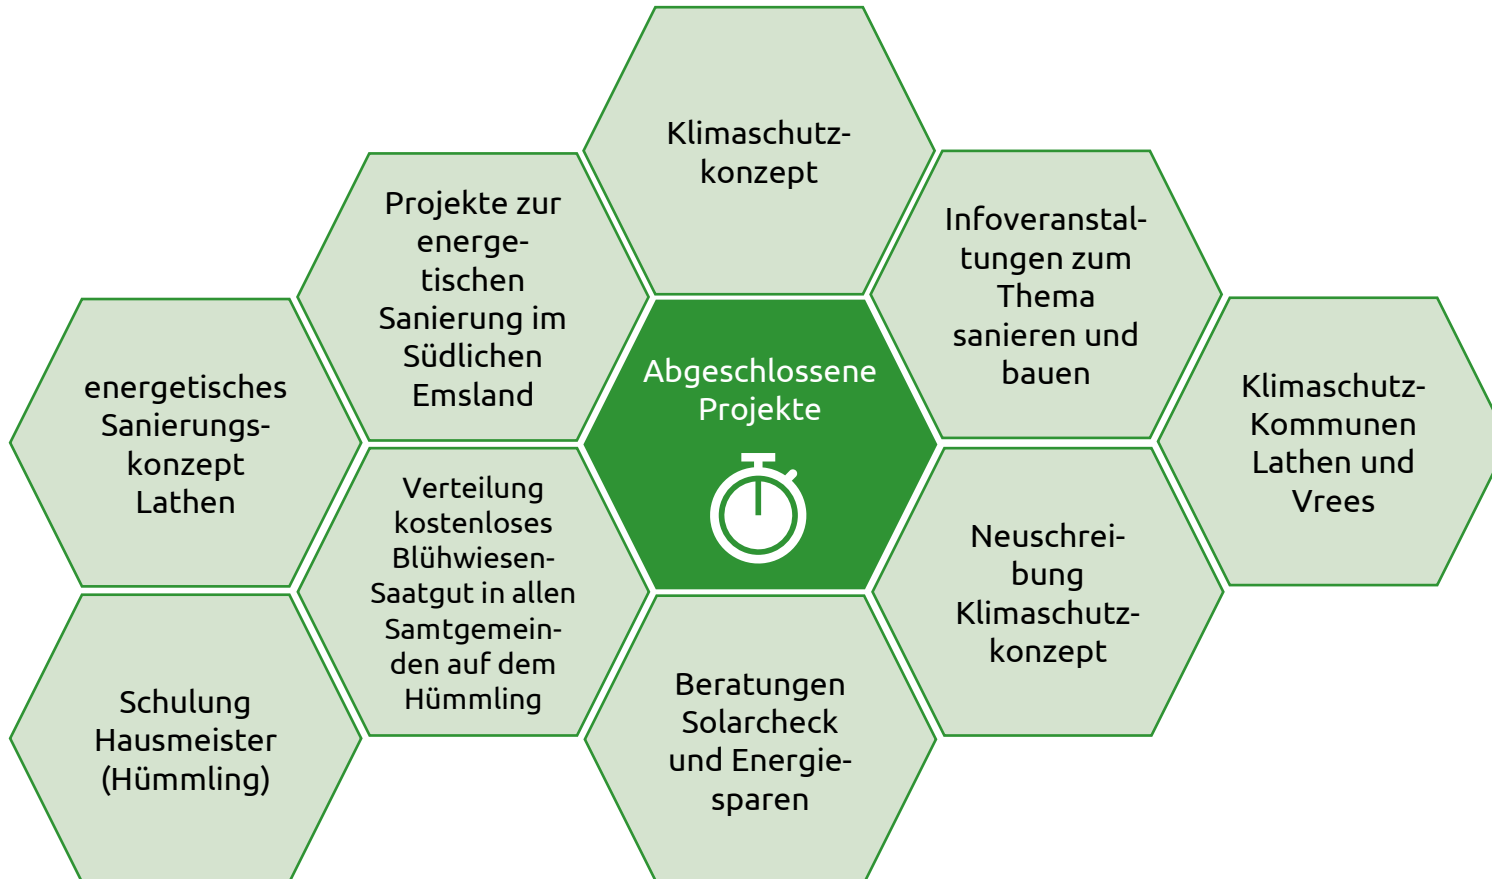 Klimaschutz-
konzept
Projekte zur
energe-
tischen
Sanierung im
Südlichen
Emsland
Infoveranstal-
tungen zum
Thema
sanieren und
bauen
energetisches
Sanierungs-
konzept
Lathen
Abgeschlossene
Projekte
Klimaschutz-
Kommunen
Lathen und
Vrees
Verteilung
kostenloses
Blühwiesen-
Saatgut in allen
Samtgemein-
den auf dem
Hümmling
Neuschrei-
bung
Klimaschutz-
konzept
Schulung
Hausmeister
(Hümmling)
Beratungen
Solarcheck
und Energie-
sparen